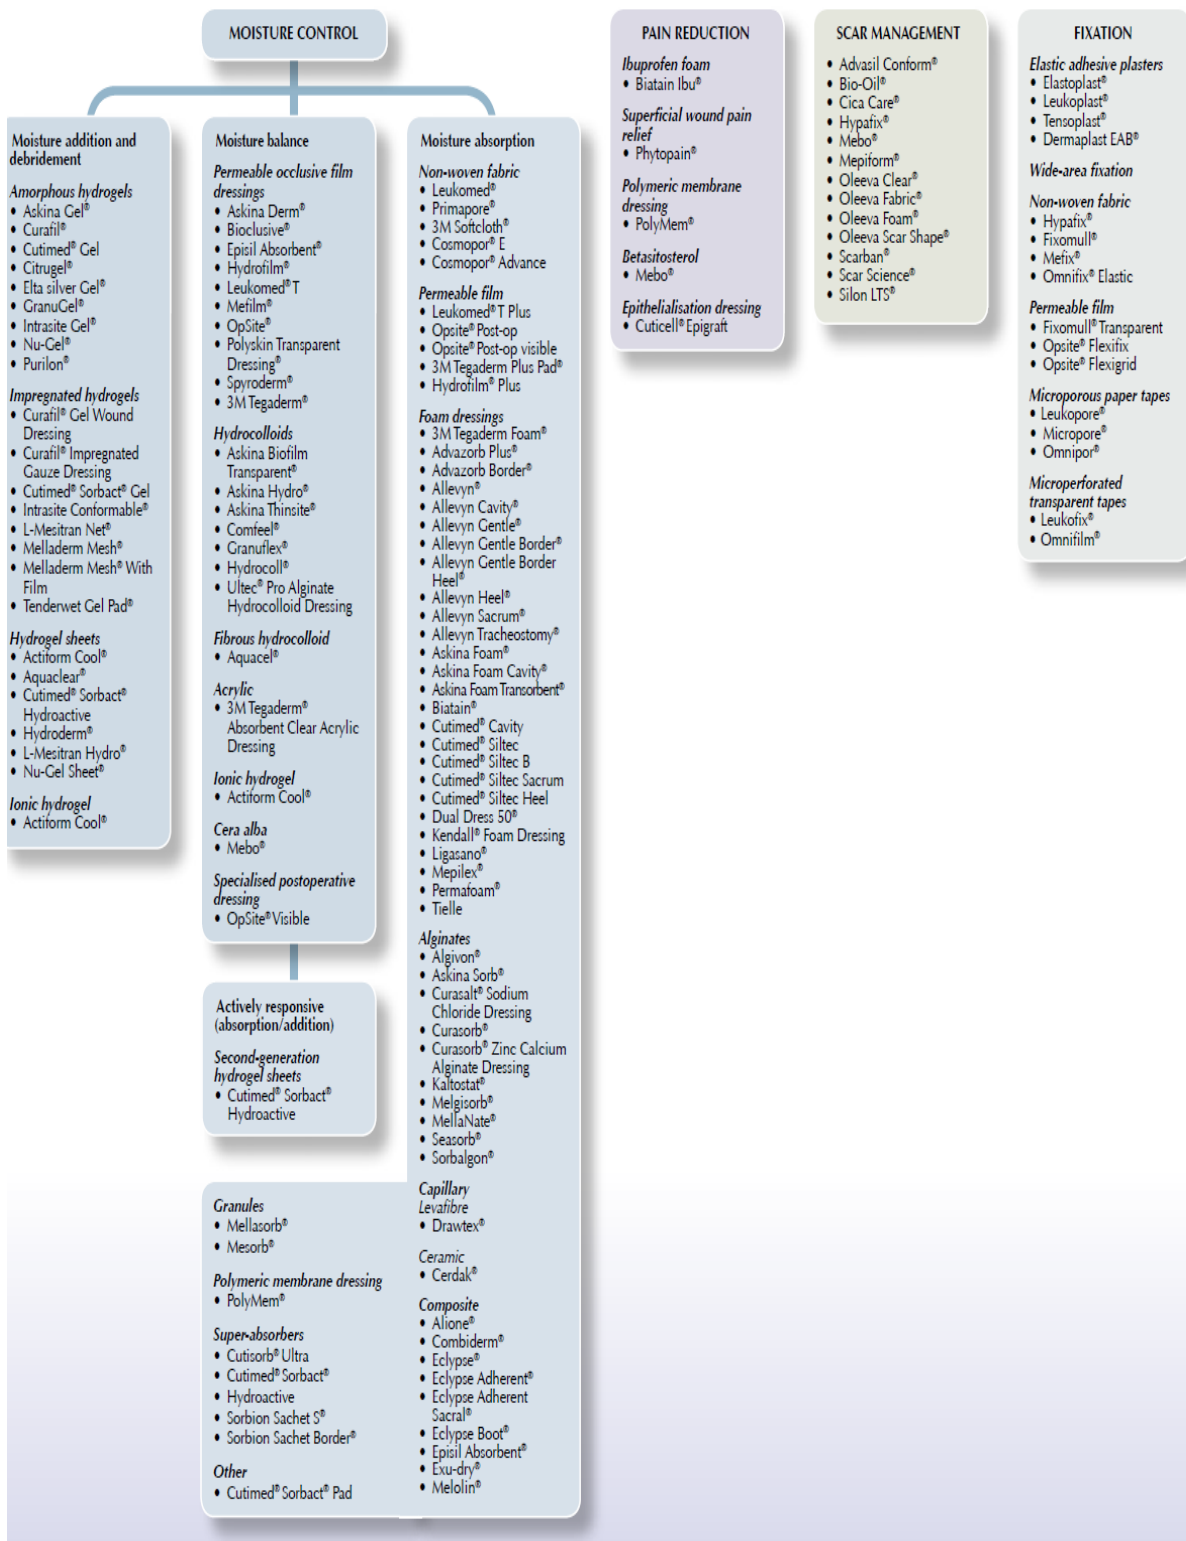 MOISTURE CONTROL
Moisture addition and
debridement
Amorphous hydrogels
• Askina Gel®
• Curafil®
• Cutimed® Gel
• Citrugel®
• Elta silver Gel®
• GranuGel®
• Intrasite Gel®
• Nu-Gel®
• Purilon®
Impregnated hydrogels
• Curafil® Gel Wound
Dressing
• Curafil® Impregnated
Gauze Dressing
• Cutimed® Sorbact® Gel
• Intrasite Conformable®
• L-Mesitran Net®
• Melladerm Mesh®
• Melladerm Mesh® With
Film
• Tenderwet Gel Pad®
Hydrogel sheets
• Actiform Cool®
• Aquaclear®
• Cutimed® Sorbact®
Hydroactive
• Hydroderm®
• L-Mesitran Hydro®
• Nu-Gel Sheet®
Ionic hydrogel
• Actiform Cool®
Moisture balance
Permeable occlusive film
dressings
• Askina Derm®
• Bioclusive®
• Episil Absorbent®
• Hydrofilm®
• Leukomed® T
• Mefilm®
• OpSite®
• Polyskin Transparent
Dressing®
• Spyroderm®
• 3M Tegaderm®
Hydrocolloids
• Askina Biofilm
Transparent®
• Askina Hydro®
• Askina Thinsite®
• Comfeel®
• Granuflex®
• Hydrocoll®
• Ultec® Pro Alginate
Hydrocolloid Dressing
Fibrous hydrocolloid
• Aquacel®
Acrylic
• 3M Tegaderm®
Absorbent Clear Acrylic
Dressing
Ionic hydrogel
• Actiform Cool®
Cera alba
• Mebo®
Specialised postoperative
dressing
• OpSite® Visible
Actively responsive
(absorption/addition)
Second-generation
hydrogel sheets
• Cutimed® Sorbact®
Hydroactive
Moisture absorption
Non-woven fabric
• Leukomed®
• Primapore®
• 3M Softcloth®
• Cosmopor® E
• Cosmopor® Advance
Permeable film
• Leukomed® T Plus
• Opsite® Post-op
• Opsite® Post-op visible
• 3M Tegaderm Plus Pad®
• Hydrofilm® Plus
Foam dressings
• 3M Tegaderm Foam®
• Advazorb Plus®
• Advazorb Border®
• Allevyn®
• Allevyn Cavity®
• Allevyn Gentle®
• Allevyn Gentle Border®
• Allevyn Gentle Border
Heel®
• Allevyn Heel®
• Allevyn Sacrum®
• Allevyn Tracheostomy®
• Askina Foam®
• Askina Foam Cavity®
• Askina Foam Transorbent®
• Biatain®
• Cutimed® Cavity
• Cutimed® Siltec
• Cutimed® Siltec B
• Cutimed® Siltec Sacrum
• Cutimed® Siltec Heel
• Dual Dress 50®
• Kendall® Foam Dressing
• Ligasano®
• Mepilex®
• Permafoam®
• Tielle
Alginates
• Algivon®
• Askina Sorb®
• Curasalt® Sodium
Chloride Dressing
• Curasorb®
• Curasorb® Zinc Calcium
Alginate Dressing
• Kaltostat®
• Melgisorb®
• MellaNate®
• Seasorb®
• Sorbalgon®
Capillary
Levafibre
• Drawtex®
Ceramic
• Cerdak®
Composite
• Alione®
• Combiderm®
• Eclypse®
• Eclypse Adherent®
• Eclypse Adherent
Sacral®
• Eclypse Boot®
• Episil Absorbent®
• Exu-dry®
• Melolin®
Granules
• Mellasorb®
• Mesorb®
Polymeric membrane dressing
• PolyMem®
Super-absorbers
• Cutisorb® Ultra
• Cutimed® Sorbact®
• Hydroactive
• Sorbion Sachet S®
• Sorbion Sachet Border®
Other
• Cutimed® Sorbact® Pad
PAIN REDUCTION
Ibuprofen foam
• Biatain Ibu®
Superficial wound pain
relief
• Phytopain®
Polymeric membrane
dressing
• PolyMem®
Betasitosterol
• Mebo®
Epithelialisation dressing
• Cuticell® Epigraft
SCAR MANAGEMENT
• Advasil Conform®
• Bio-Oil®
• Cica Care®
• Hypafix®
• Mebo®
• Mepiform®
• Oleeva Clear®
• Oleeva Fabric®
• Oleeva Foam®
• Oleeva Scar Shape®
• Scarban®
• Scar Science®
• Silon LTS®
FIXATION
Elastic adhesive plasters
• Elastoplast®
• Leukoplast®
• Tensoplast®
• Dermaplast EAB®
Wide-area fixation
Non-woven fabric
• Hypafix®
• Fixomull®
• Mefix®
• Omnifix® Elastic
Permeable film
• Fixomull® Transparent
• Opsite® Flexifix
• Opsite® Flexigrid
Microporous paper tapes
• Leukopore®
• Micropore®
• Omnipor®
Microperforated
transparent tapes
• Leukofix®
• Omnifilm®